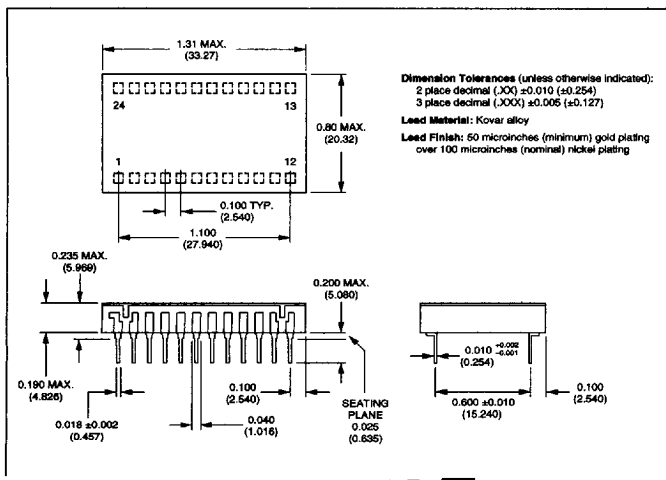 1.31 MAX.
(33.27)
24
13
1
12
0.80 MAX.
(20.32)
0.100 TYP.
(2.540)
1.100
(27.940)
Dimension Tolerances (unless otherwise indicated):
2 place decimal (.XX) ±0.010 (±0.254)
3 place decimal (.XXX) ±0.005 (±0.127)
Lead Material: Kovar alloy
Lead Finish: 50 microinches (minimum) gold plating
over 100 microinches (nominal) nickel plating
0.235 MAX.
(5.969)
0.200 MAX.
(5.080)
0.190 MAX.
(4.826)
0.018 ±0.002
(0.457)
0.040
(1.016)
0.100
(2.540)
SEATING
PLANE
0.025
(0.635)
0.010 +0.002
-0.001
(0.254)
0.600 ±0.010
(15.240)
0.100
(2.540)